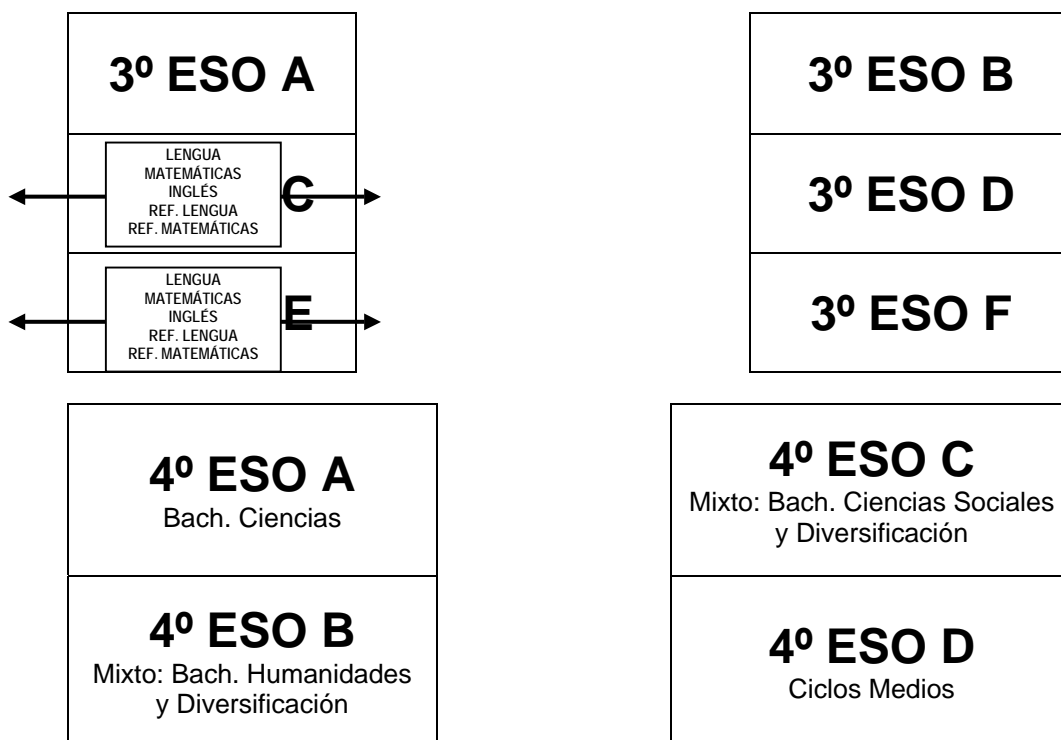 3º ESO A
LENGUA
MATEMÁTICAS
INGLÉS
REF. LENGUA
REF. MATEMÁTICAS
C
LENGUA
MATEMÁTICAS
INGLÉS
REF. LENGUA
REF. MATEMÁTICAS
E
3º ESO B
3º ESO D
3º ESO F
4º ESO A
Bach. Ciencias
4º ESO B
Mixto: Bach. Humanidades
y Diversificación
4º ESO C
Mixto: Bach. Ciencias Sociales
y Diversificación
4º ESO D
Ciclos Medios